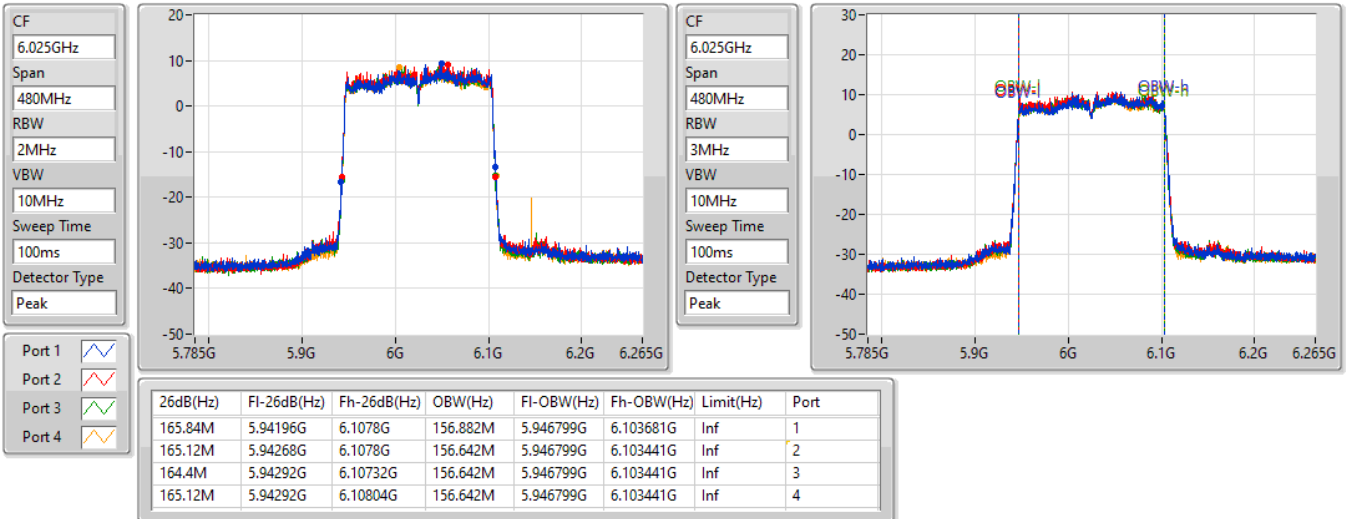 CF
6.025GHz
Span
480MHz
RBW
2MHz
VBW
10MHz
Sweep Time
100ms
Detector Type
Peak
20
10
0
-10
-20
-30
-40
-50
5.785G 5.9G 6G 6.1G 6.2G 6.265G
CF
6.025GHz
Span
480MHz
RBW
3MHz
VBW
10MHz
Sweep Time
100ms
Detector Type
Peak
30
20
10
0
-10
-20
-30
-40
-50
OBW-l OBW-h
5.785G 5.9G 6G 6.1G 6.2G 6.265G
Port 1
Port 2
Port 3
Port 4
26dB(Hz) Fl-26dB(Hz) Fh-26dB(Hz) OBW(Hz) Fl-OBW(Hz) Fh-OBW(Hz) Limit(Hz) Port
165.84M 5.94196G 6.1078G 156.882M 5.946799G 6.103681G Inf 1
165.12M 5.94268G 6.1078G 156.642M 5.946799G 6.103441G Inf 2
164.4M 5.94292G 6.10732G 156.642M 5.946799G 6.103441G Inf 3
165.12M 5.94292G 6.10804G 156.642M 5.946799G 6.103441G Inf 4